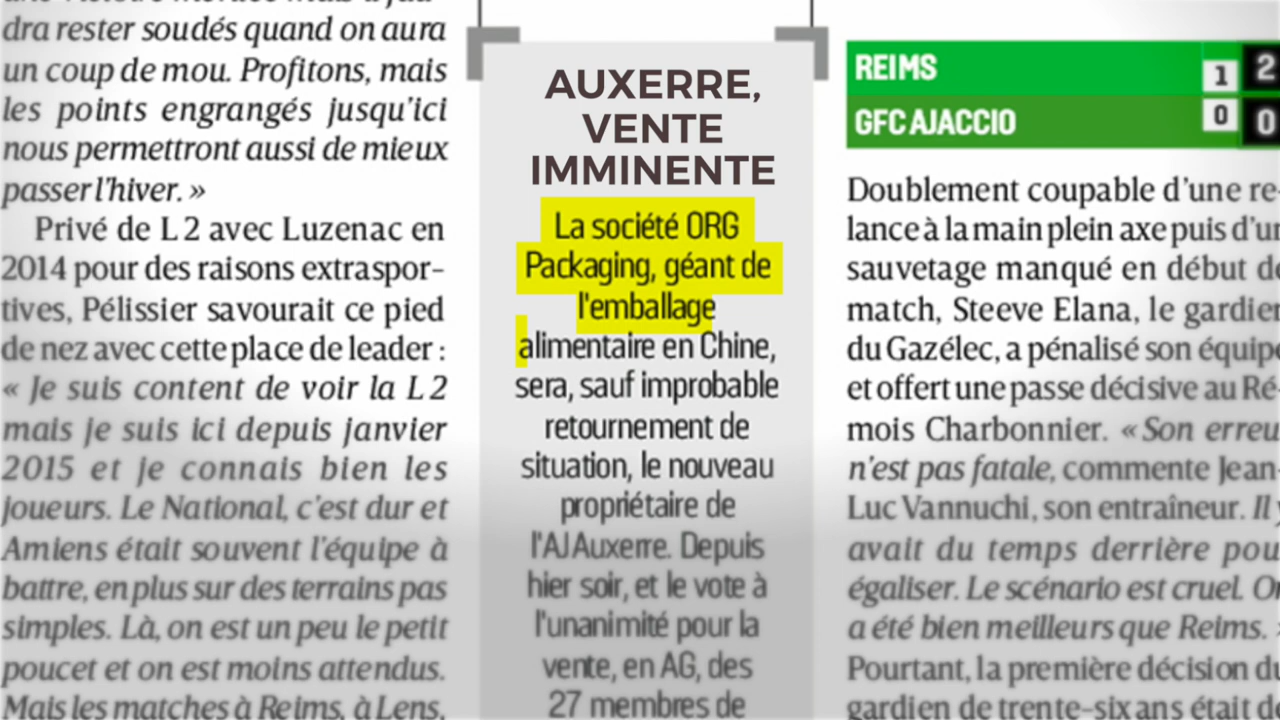 dra rester soudés quand on aura
un coup de mou. Profitons, mais
les points engrangés jusqu'ici
nous permettront aussi de mieux
passer l'hiver. »
Privé de L2 avec Luzenac en
2014 pour des raisons extraspor-
tives, Pélissier savourait ce pied
de nez avec cette place de leader :
« Je suis content de voir la L2
mais je suis ici depuis janvier
2015 et je connais bien les
joueurs. Le National, c'est dur et
Amiens était souvent l'équipe à
battre, en plus sur des terrains pas
simples. Là, on est un peu le petit
poucet et on est moins attendus.
Mais les matches à Reims, à Lens,
AUXERRE,
VENTE
IMMINENTE
La société ORG
Packaging, géant de
l'emballage
alimentaire en Chine,
sera, sauf improbable
retournement de
situation, le nouveau
propriétaire de
l'AJ Auxerre. Depuis
hier soir, et le vote à
l'unanimité pour la
vente, en AG, des
27 membres de
REIMS 1 2
GFC AJACCIO 0 0
Doublement coupable d'une re-
lance à la main plein axe puis d'un
sauvetage manqué en début de
match, Steeve Elana, le gardien
du Gazélec, a pénalisé son équipe
et offert une passe décisive au Ré-
mois Charbonnier. « Son erreur
n'est pas fatale, commente Jean-
Luc Vannuchi, son entraîneur. Il y
avait du temps derrière pour
égaliser. Le scénario est cruel. On
a été bien meilleurs que Reims. »
Pourtant, la première décision du
gardien de trente-six ans était de